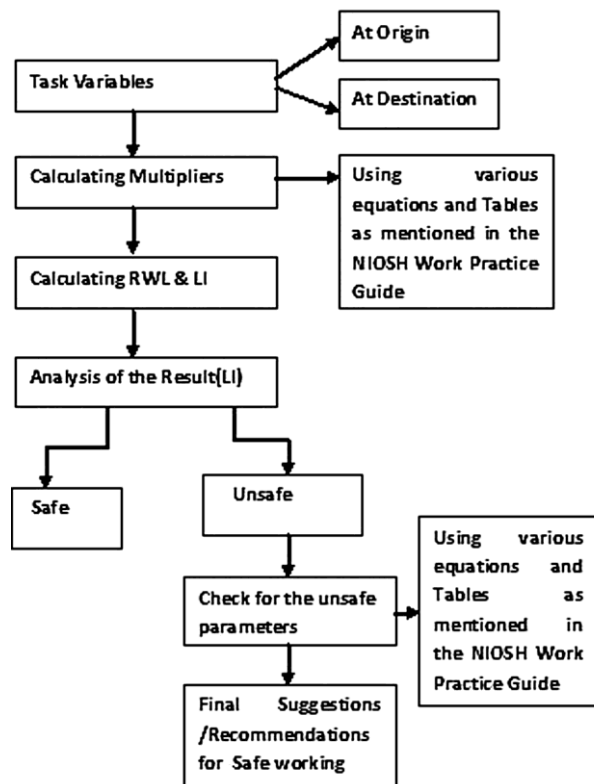 At Origin
Task Variables
At Destination
Calculating Multipliers
Using various
equations and Tables
as mentioned in the
NIOSH Work Practice
Guide
Calculating RWL & LI
Analysis of the Result(LI)
Safe
Unsafe
Using various
equations and
Tables as
mentioned in
the NIOSH Work
Practice Guide
Check for the unsafe
parameters
Final Suggestions
/Recommendations
for Safe working